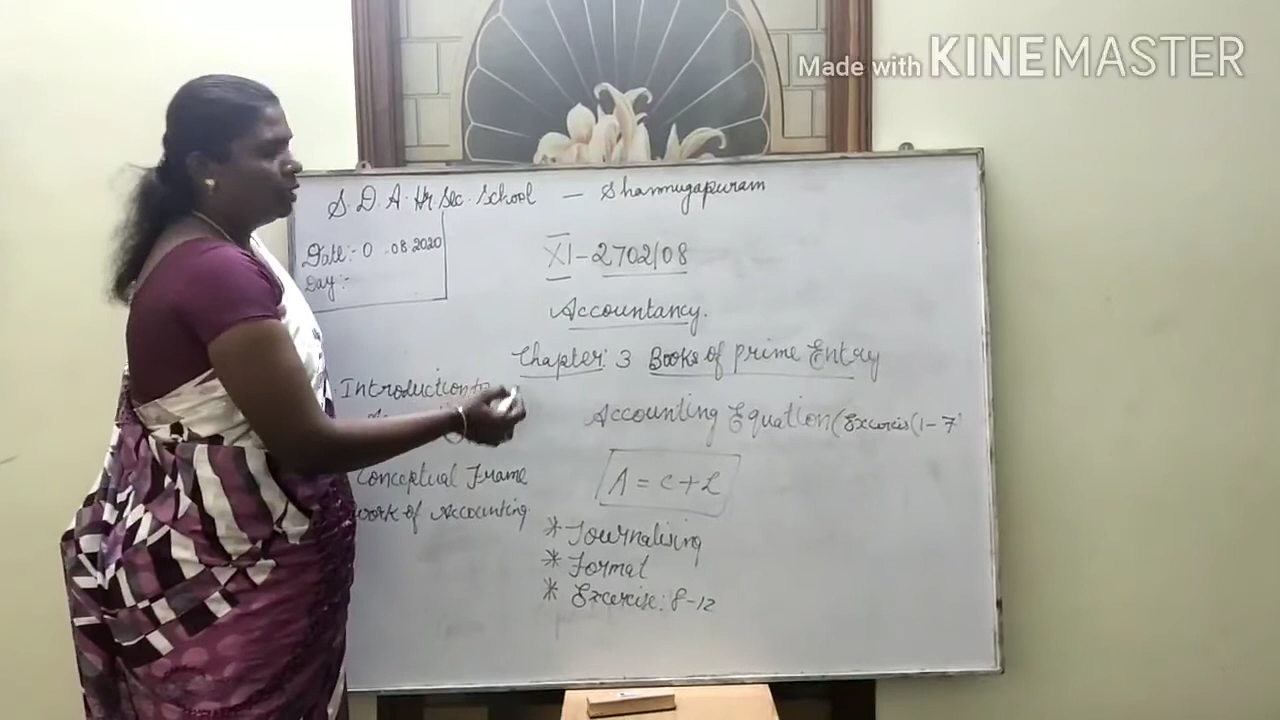 Made with KINEMASTER
S. D. A. Hr. Sec. School — Shanmugapuram
Date:- 0 .08.2020
Day:-
XI - 2702/08
Accountancy.
Chapter: 3 Books of prime Entry
Introduction to
Accounting Equation (Excercis (1-7)
Conceptual Frame
work of Accounting
A = C + L
* Journalising
* Format
* Excercise: 8-12